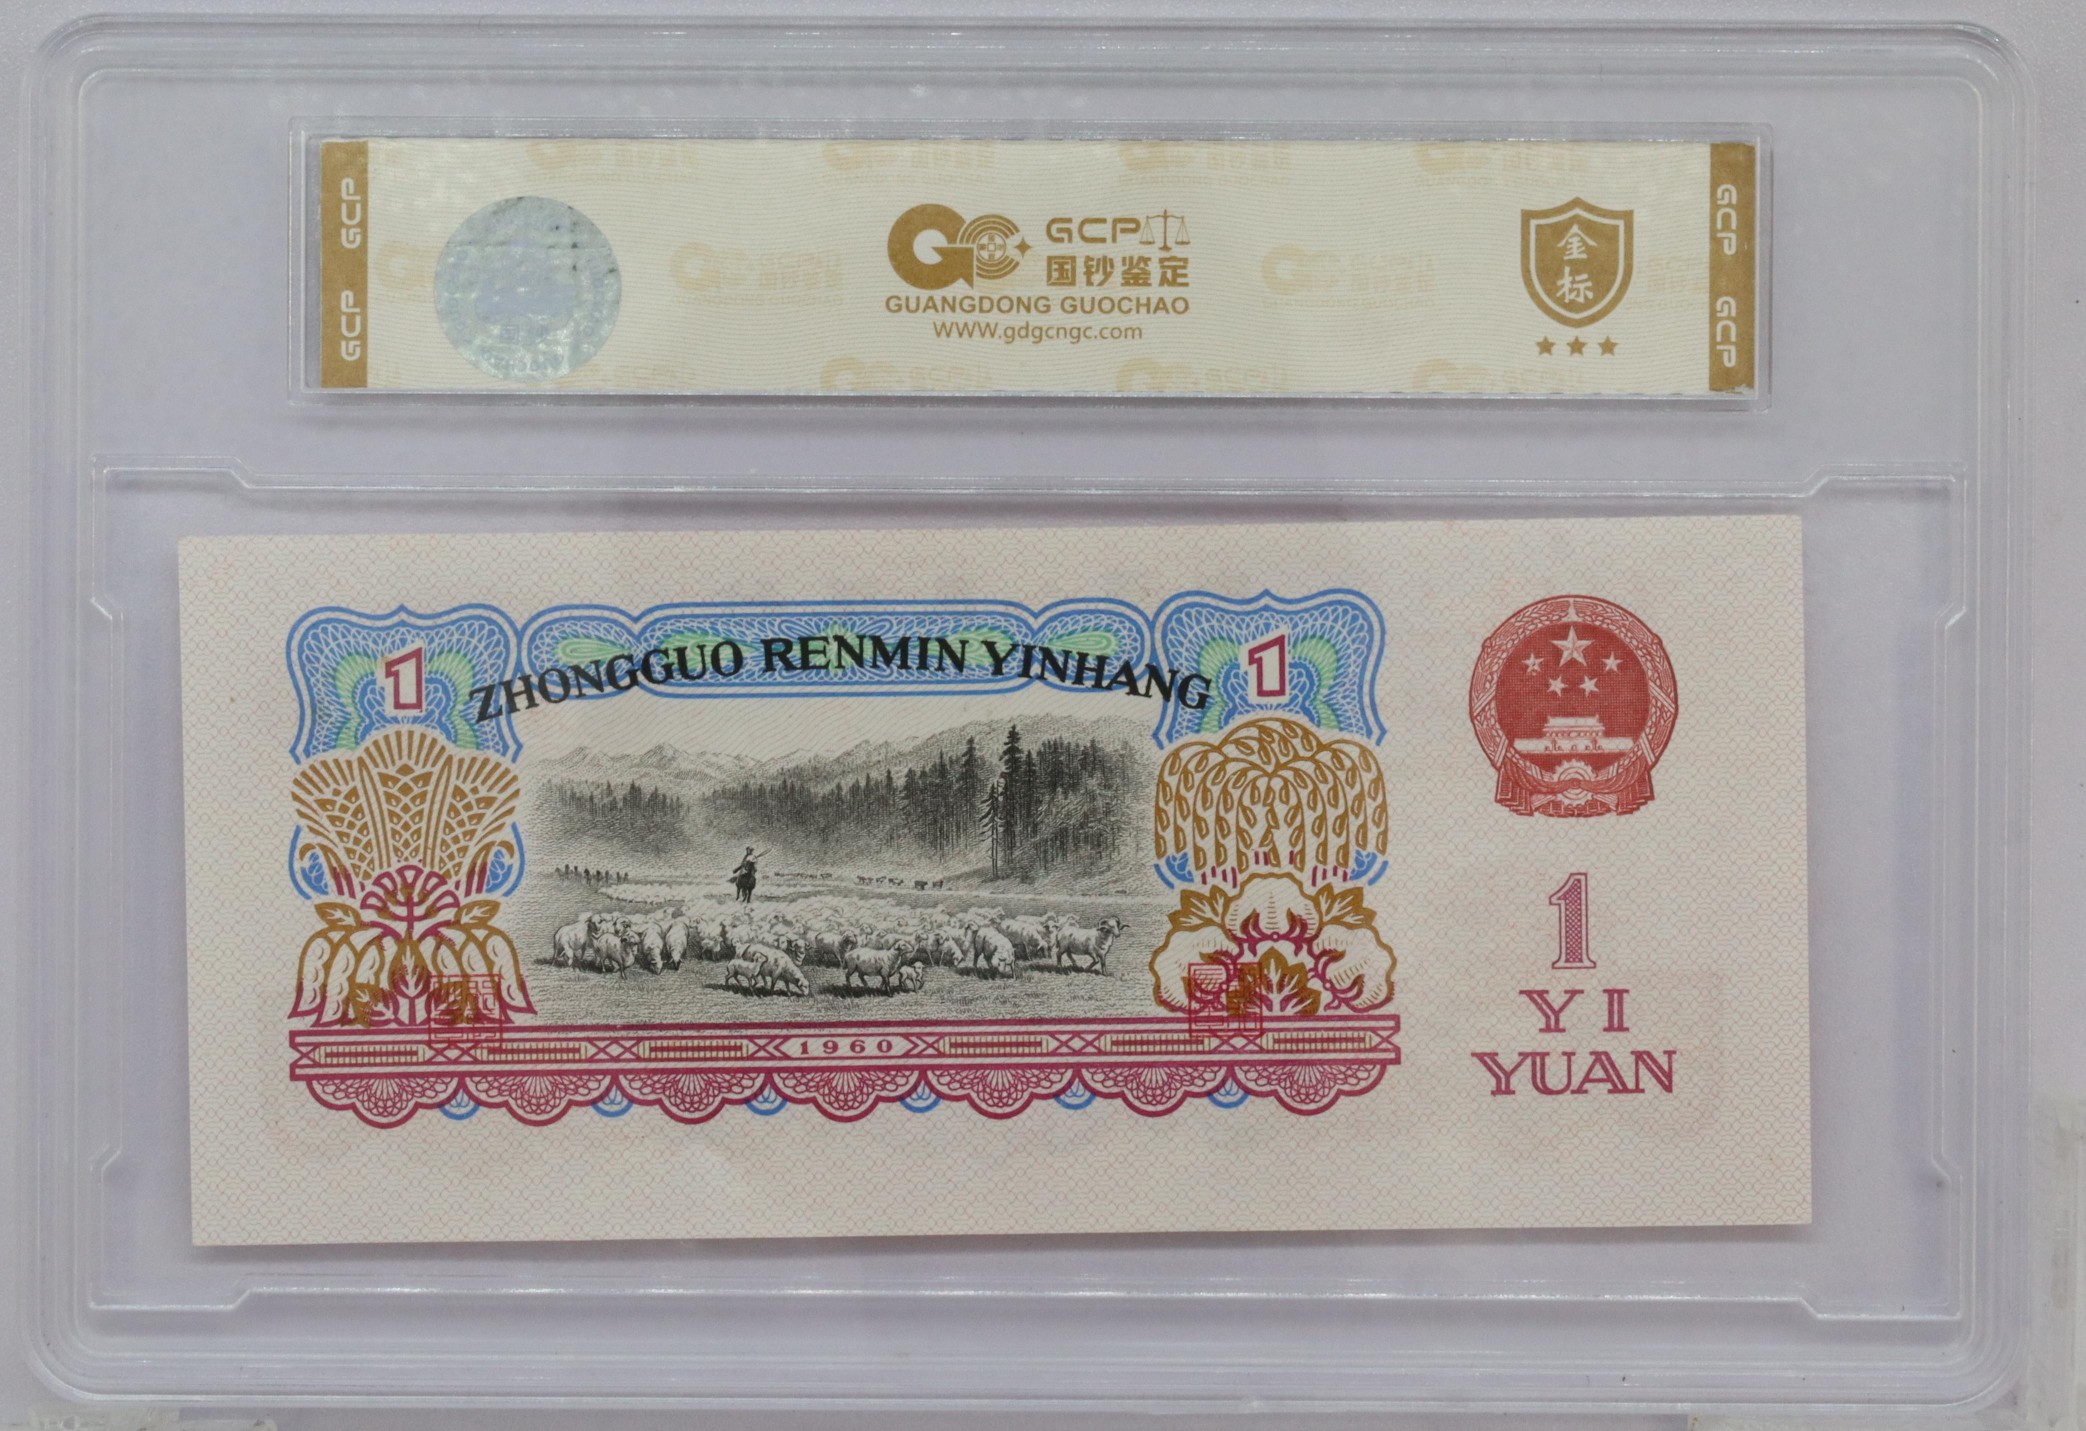 GCP GCP
GCP
国钞鉴定
GUANGDONG GUOCHAO
WWW.gdgcngc.com
金
标
GCP GCP
1
ZHONGGUO RENMIN YINHANG
1
1960
1
YI
YUAN